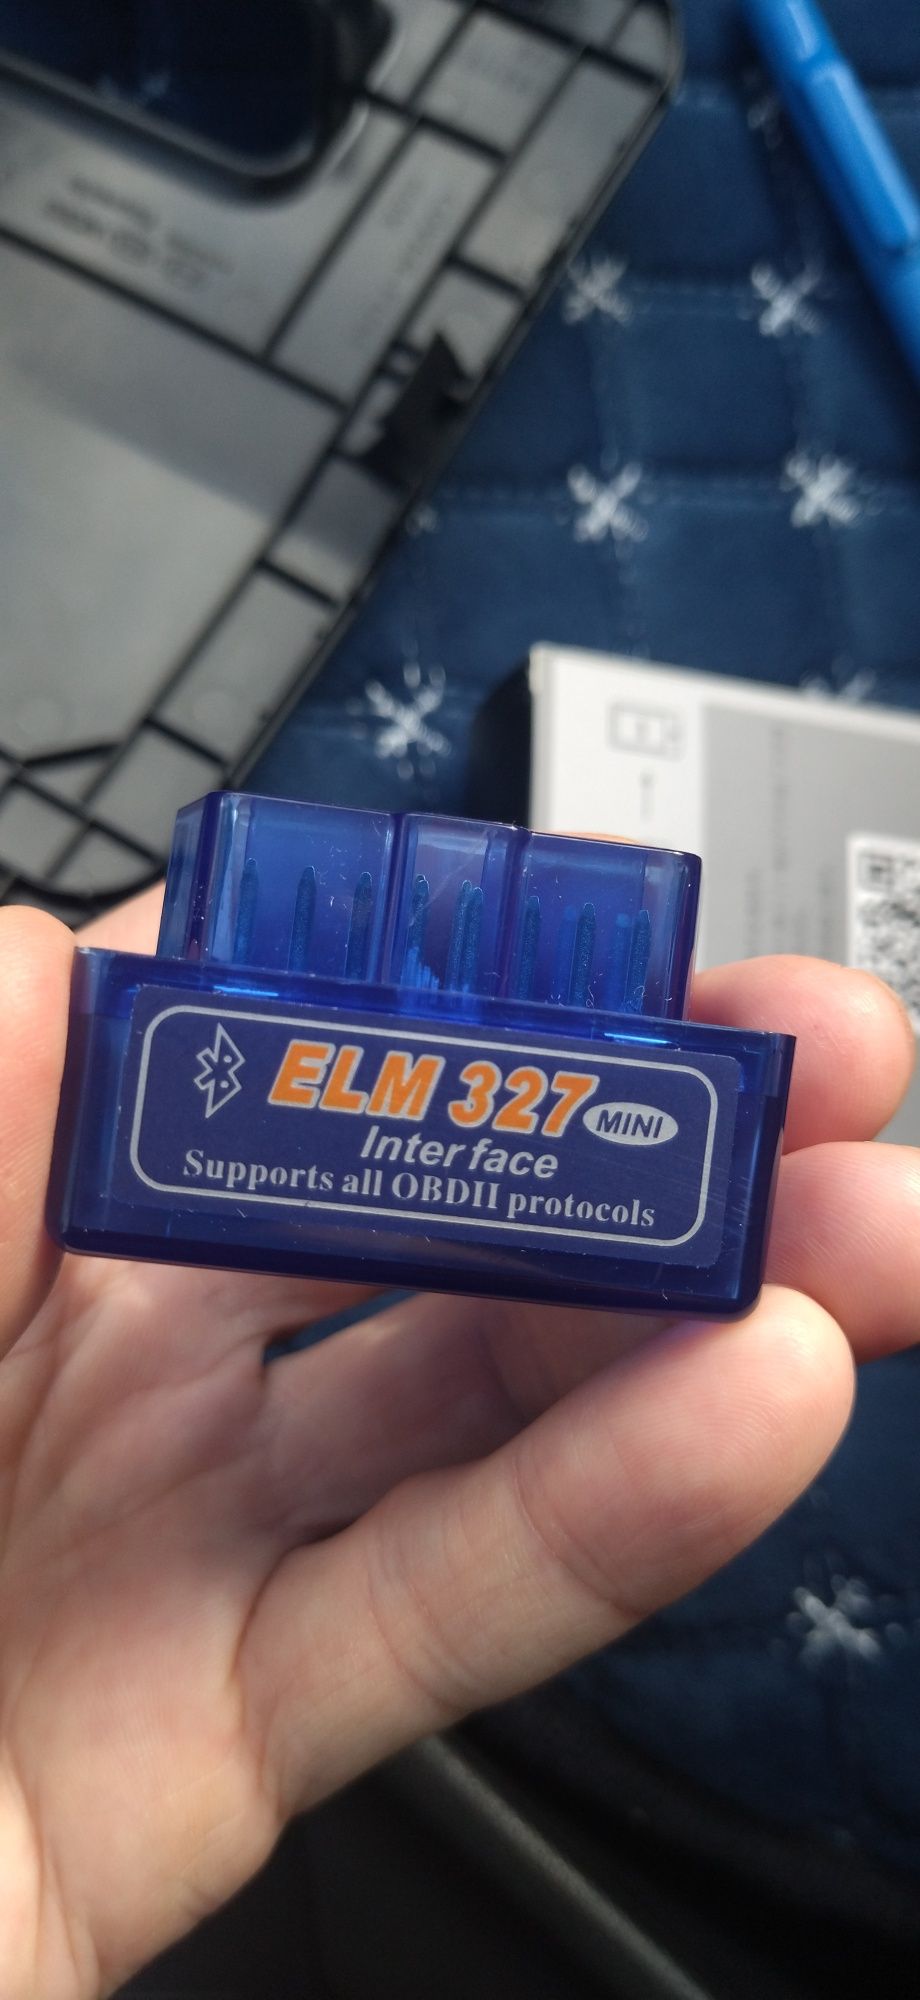 ELM 327 MINI
Interface
Supports all OBDII protocols